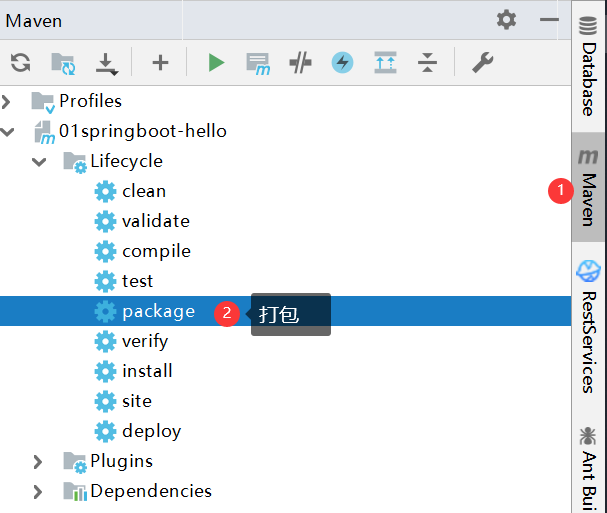 Maven
Profiles
01springboot-hello
Lifecycle
clean
validate
compile
test
package 2 打包
verify
install
site
deploy
Plugins
Dependencies
Database
1 Maven
RestServices
Ant Bui